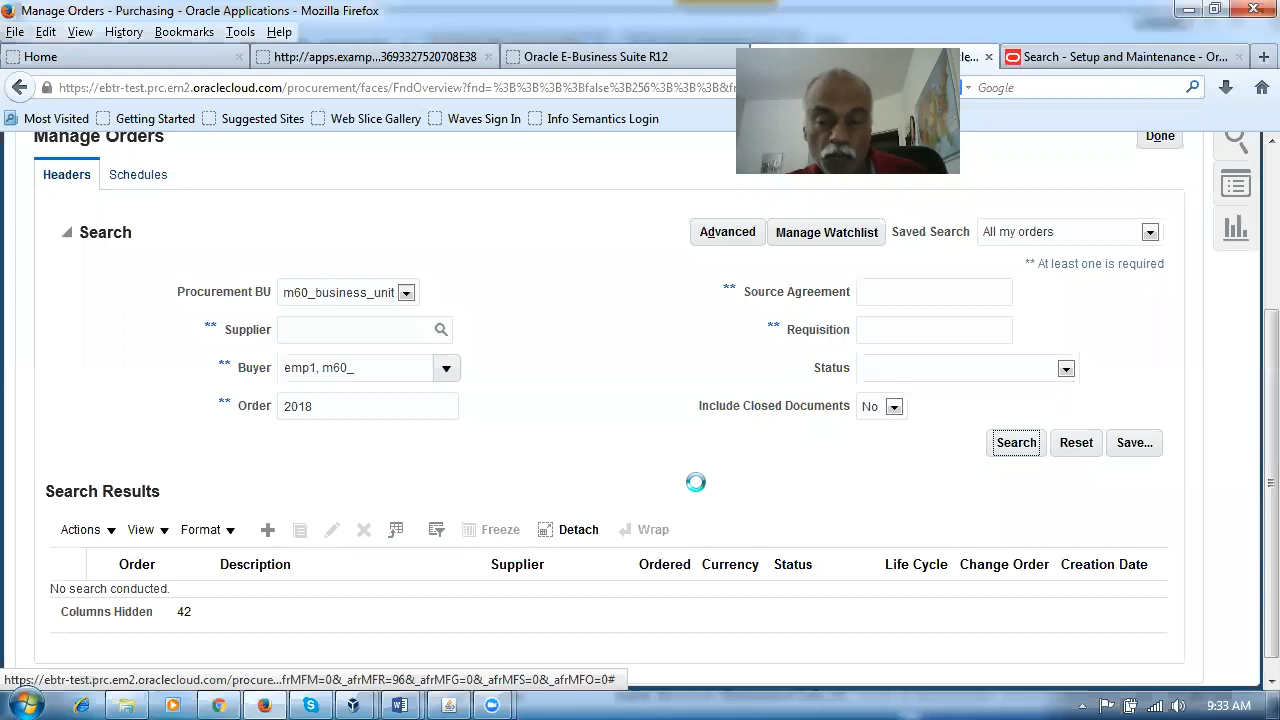 Manage Orders - Purchasing - Oracle Applications - Mozilla Firefox
File Edit View History Bookmarks Tools Help
Home
http://apps.examp...3693327520708E38
Oracle E-Business Suite R12
le...
Search - Setup and Maintenance - Or...
https://ebtr-test.prc.em2.oraclecloud.com/procurement/faces/FndOverview?fnd=%3B%3B%3B%3Bfalse%3B256%3B%3B%3B&fr
Google
Most Visited Getting Started Suggested Sites Web Slice Gallery Waves Sign In Info Semantics Login
Manage Orders
Done
Headers Schedules
Search
Advanced Manage Watchlist Saved Search All my orders
** At least one is required
Procurement BU m60_business_unit
** Source Agreement
** Supplier
** Requisition
** Buyer emp1, m60_
Status
** Order 2018
Include Closed Documents No
Search Reset Save...
Search Results
Actions View Format Freeze Detach Wrap
Order Description Supplier Ordered Currency Status Life Cycle Change Order Creation Date
No search conducted.
Columns Hidden 42
https://ebtr-test.prc.em2.oraclecloud.com/procure...frMFM=0&_afrMFR=96&_afrMFG=0&_afrMFS=0&_afrMFO=0#
9:33 AM